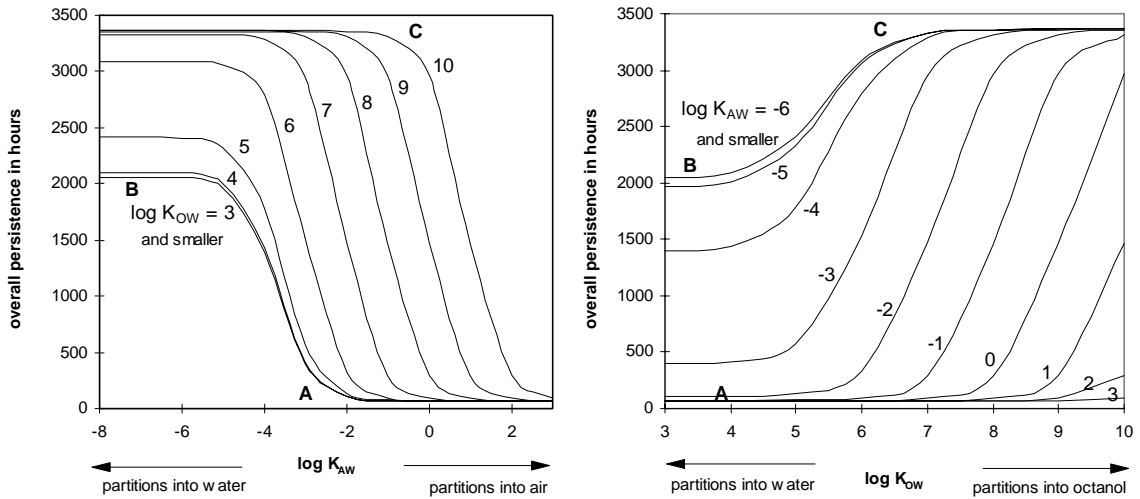 overall persistence in hours
3500
3000
2500
2000
1500
1000
500
0
-8
-6
-4
-2
0
2
C
10
9
8
7
6
5
4
B
log KOW = 3
and smaller
A
log KAW
partitions into water
partitions into air
overall persistence in hours
3500
3000
2500
2000
1500
1000
500
0
3
4
5
6
7
8
9
10
C
log KAW = -6
and smaller
B
-5
-4
-3
-2
-1
0
1
2
3
A
log KOW
partitions into water
partitions into octanol